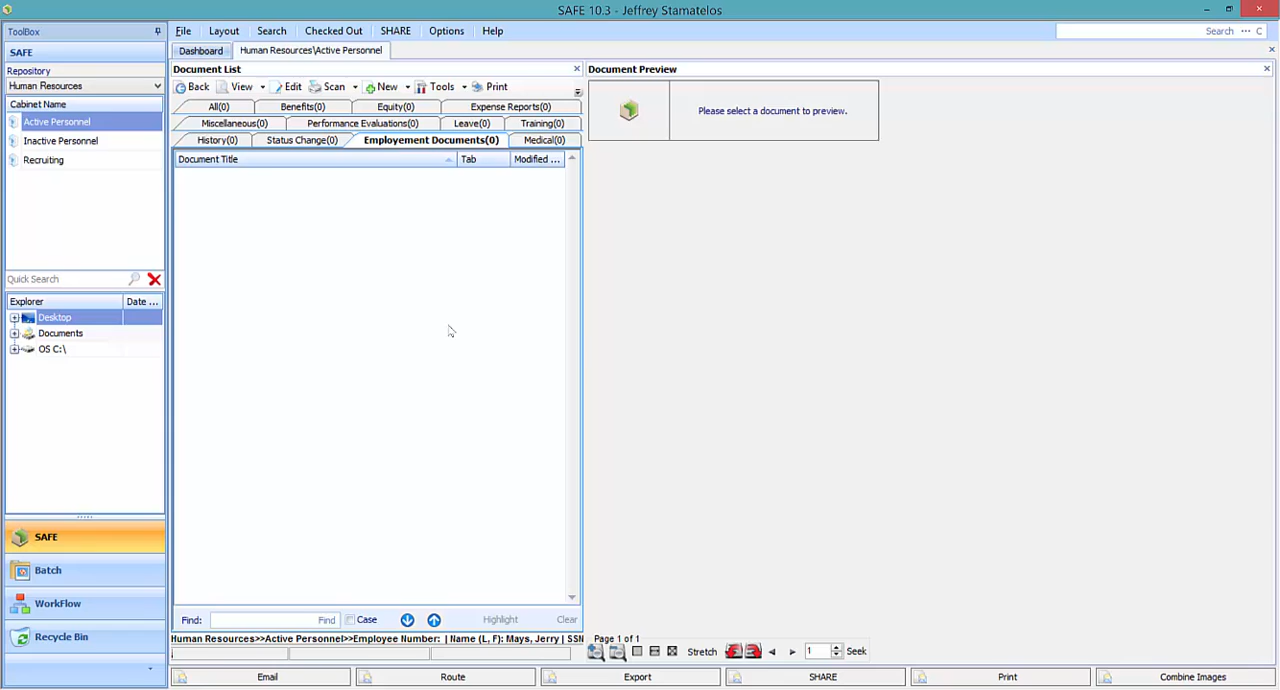 SAFE 10.3 - Jeffrey Stamatelos
ToolBox
File Layout Search Checked Out SHARE Options Help
Search ··· C
SAFE
Dashboard Human Resources\Active Personnel
Repository
Human Resources
Cabinet Name
Active Personnel
Inactive Personnel
Recruiting
Quick Search
Explorer Date ...
Desktop
Documents
OS C:\
SAFE
Batch
WorkFlow
Recycle Bin
Document List
Back View Edit Scan New Tools Print
All(0) Benefits(0) Equity(0) Expense Reports(0)
Miscellaneous(0) Performance Evaluations(0) Leave(0) Training(0)
History(0) Status Change(0) Employement Documents(0) Medical(0)
Document Title Tab Modified ...
Find: Find Case Highlight Clear
Human Resources>>Active Personnel>>Employee Number: | Name (L, F): Mays, Jerry | SSN
Document Preview
Please select a document to preview.
Page 1 of 1
Stretch 1 Seek
Email Route Export SHARE Print Combine Images